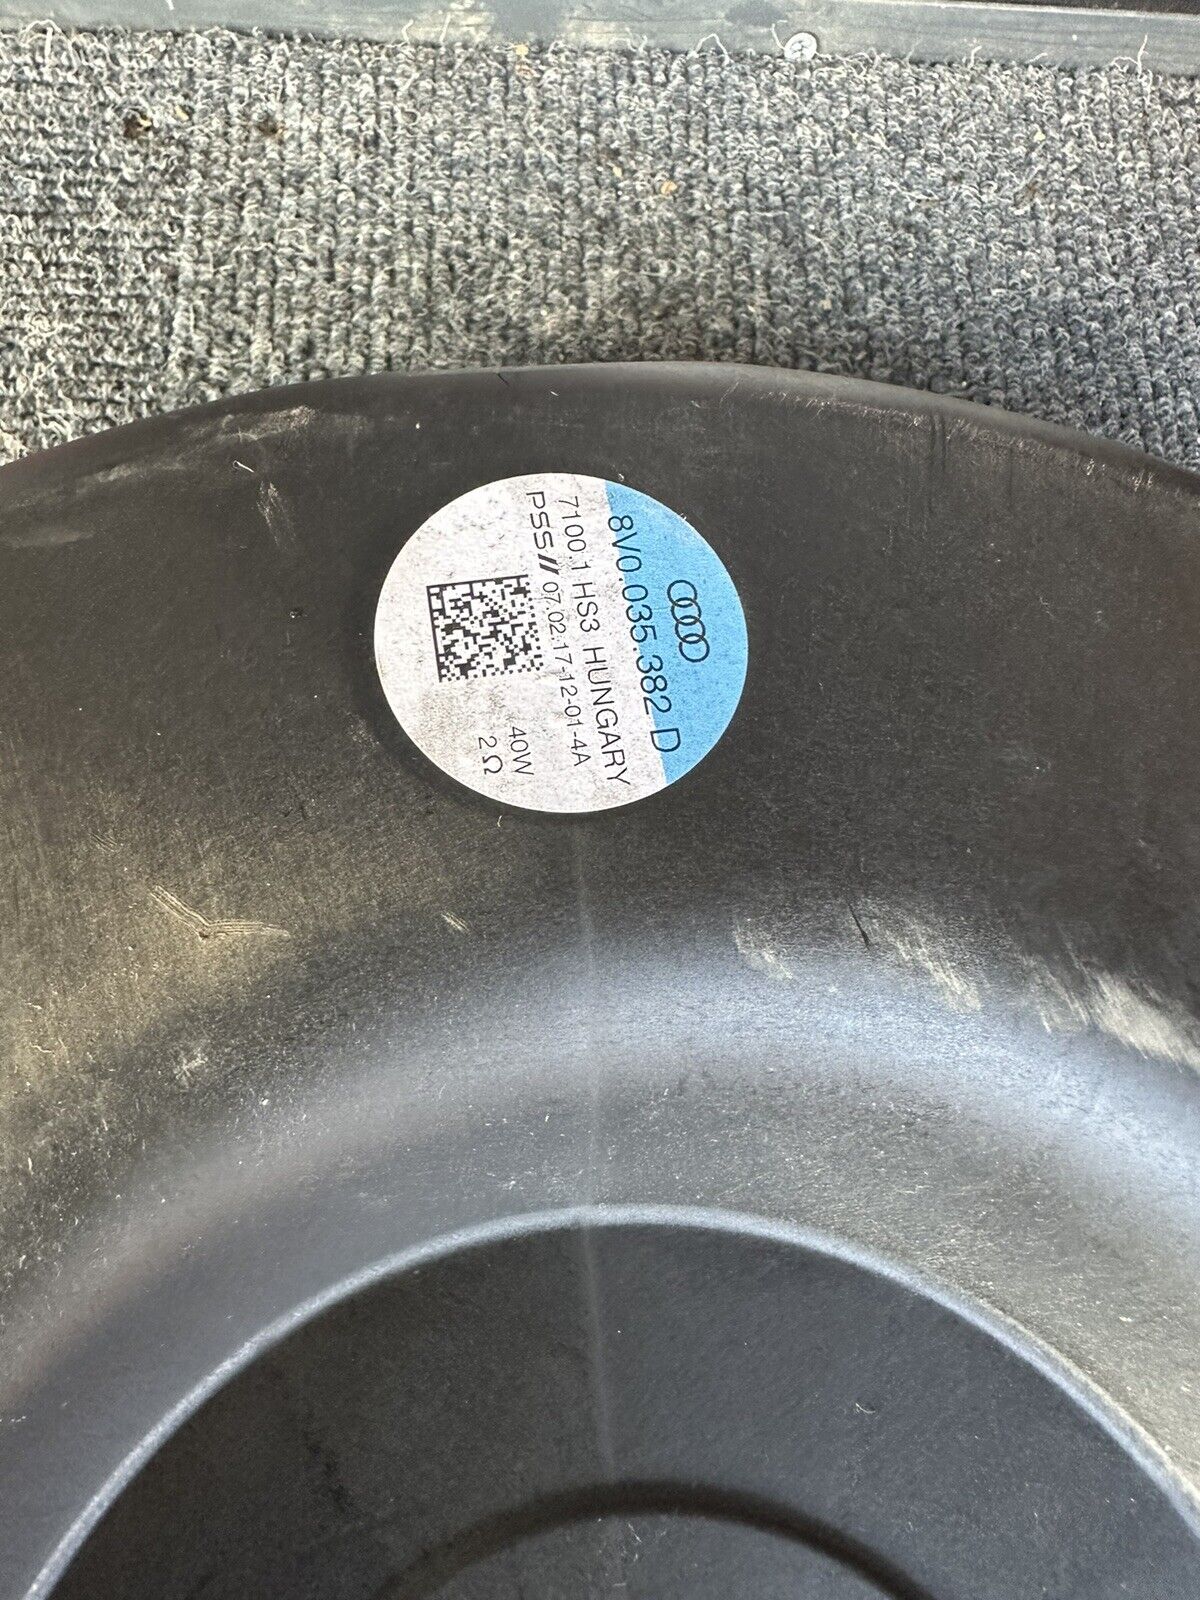 8V0.035.382 D
7100.1 HS3 HUNGARY
PSS// 07.02.17-12-01-4A
40W
2 Ω